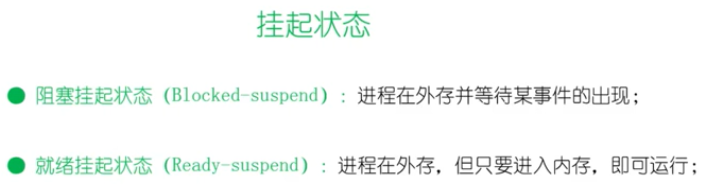 挂起状态
阻塞挂起状态（Blocked-suspend）：进程在外存并等待某事件的出现；
就绪挂起状态（Ready-suspend）：进程在外存，但只要进入内存，即可运行；